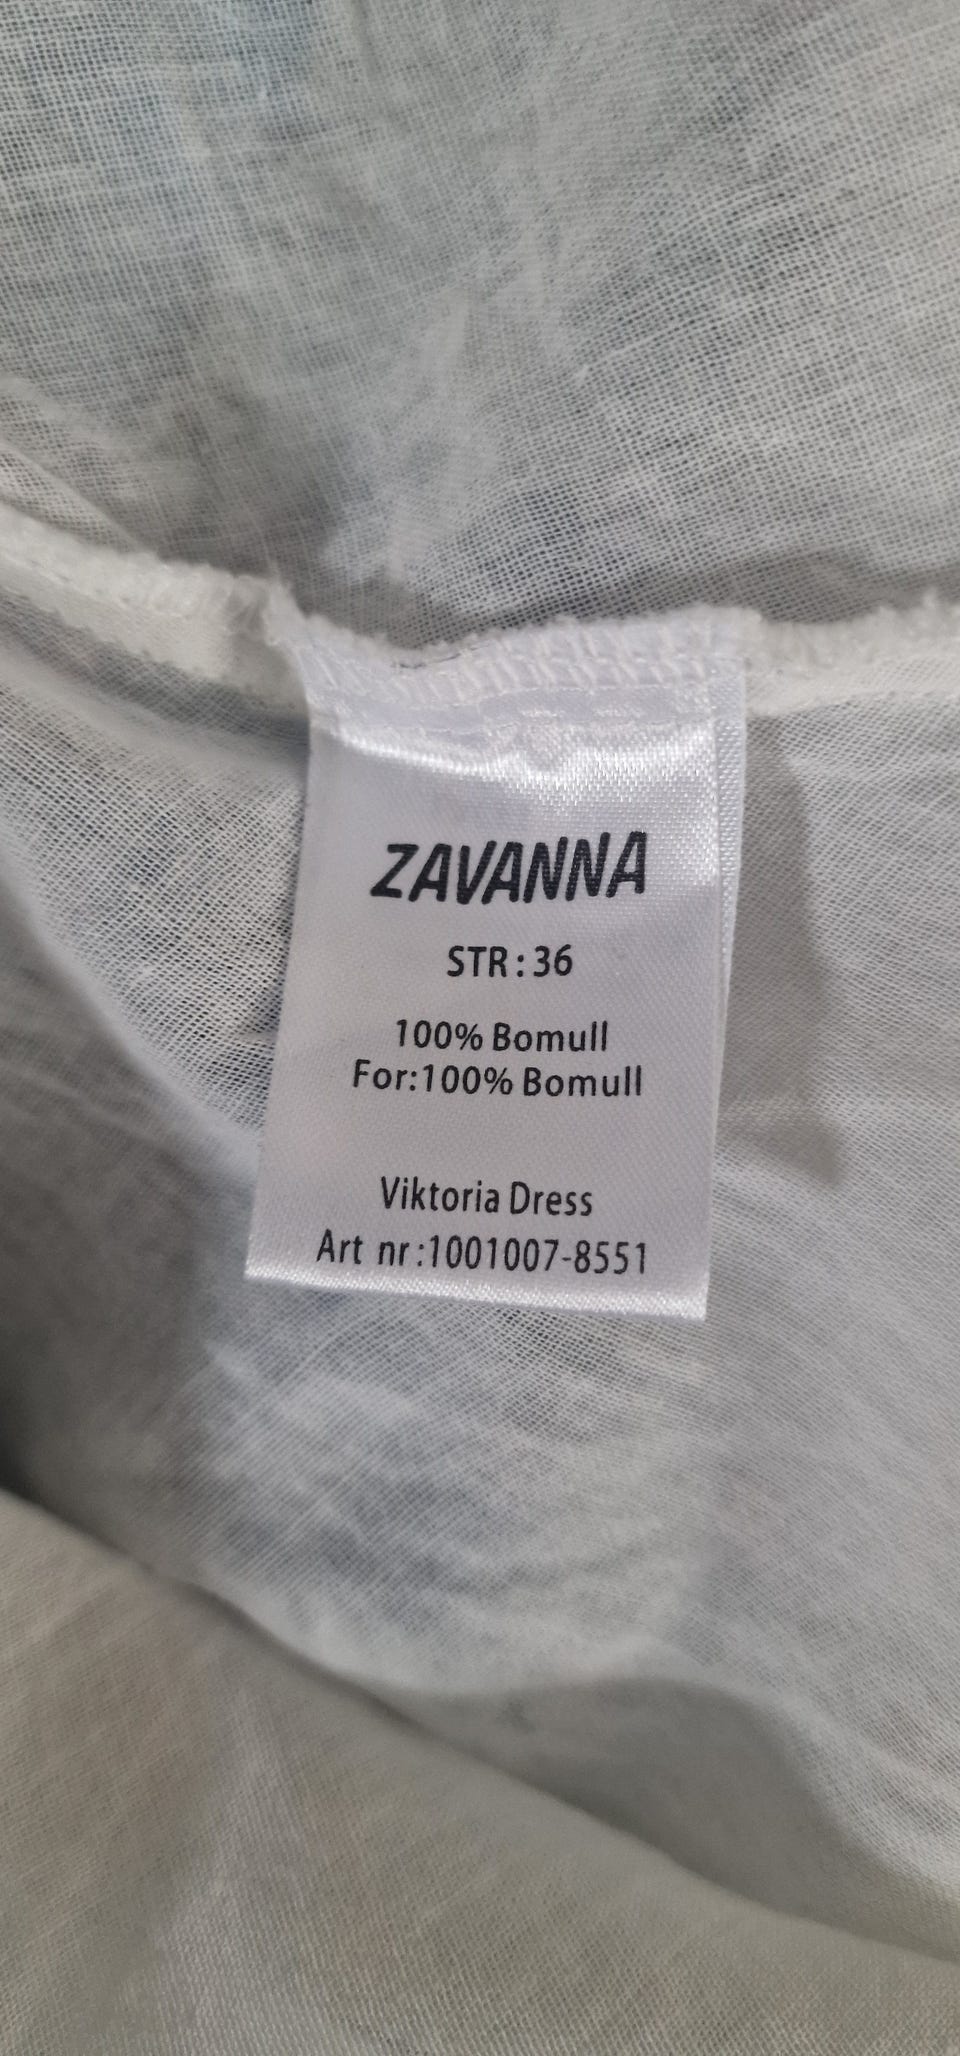 ZAVANNA
STR: 36
100% Bomull
For:100% Bomull
Viktoria Dress
Art nr:1001007-8551